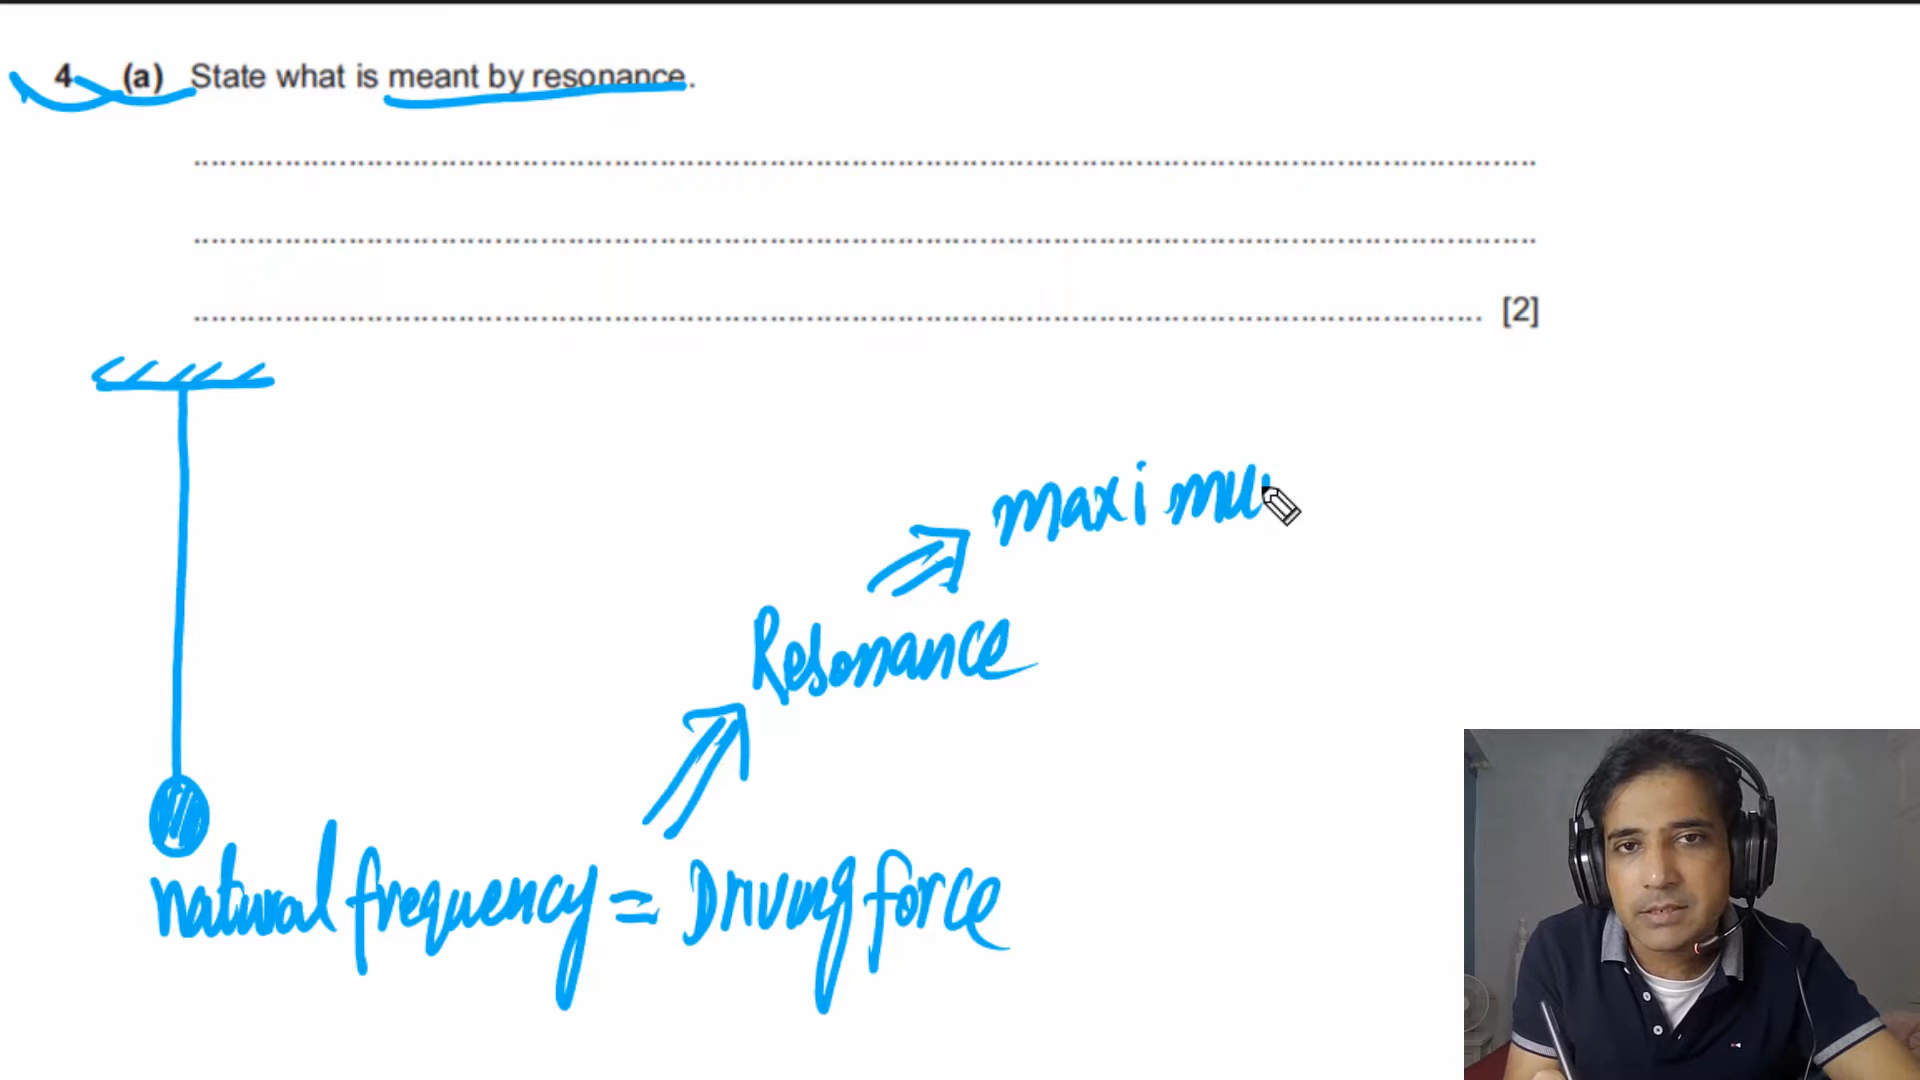 4 (a) State what is meant by resonance.
[2]
maximu
Resonance
natural frequency = Driving force